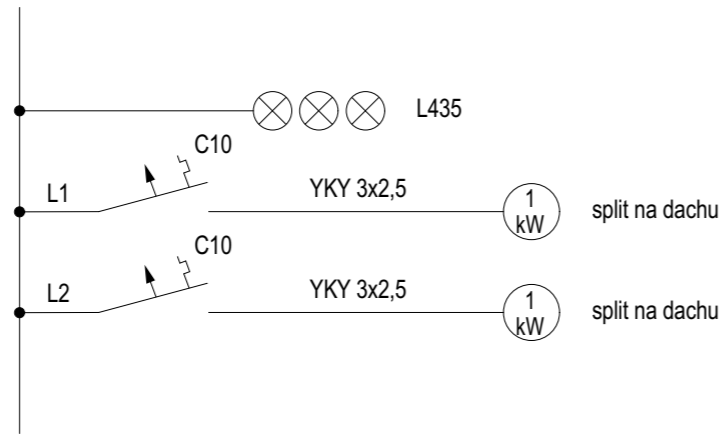 L435
C10
L1
YKY 3x2,5
1
kW
split na dachu
C10
L2
YKY 3x2,5
1
kW
split na dachu